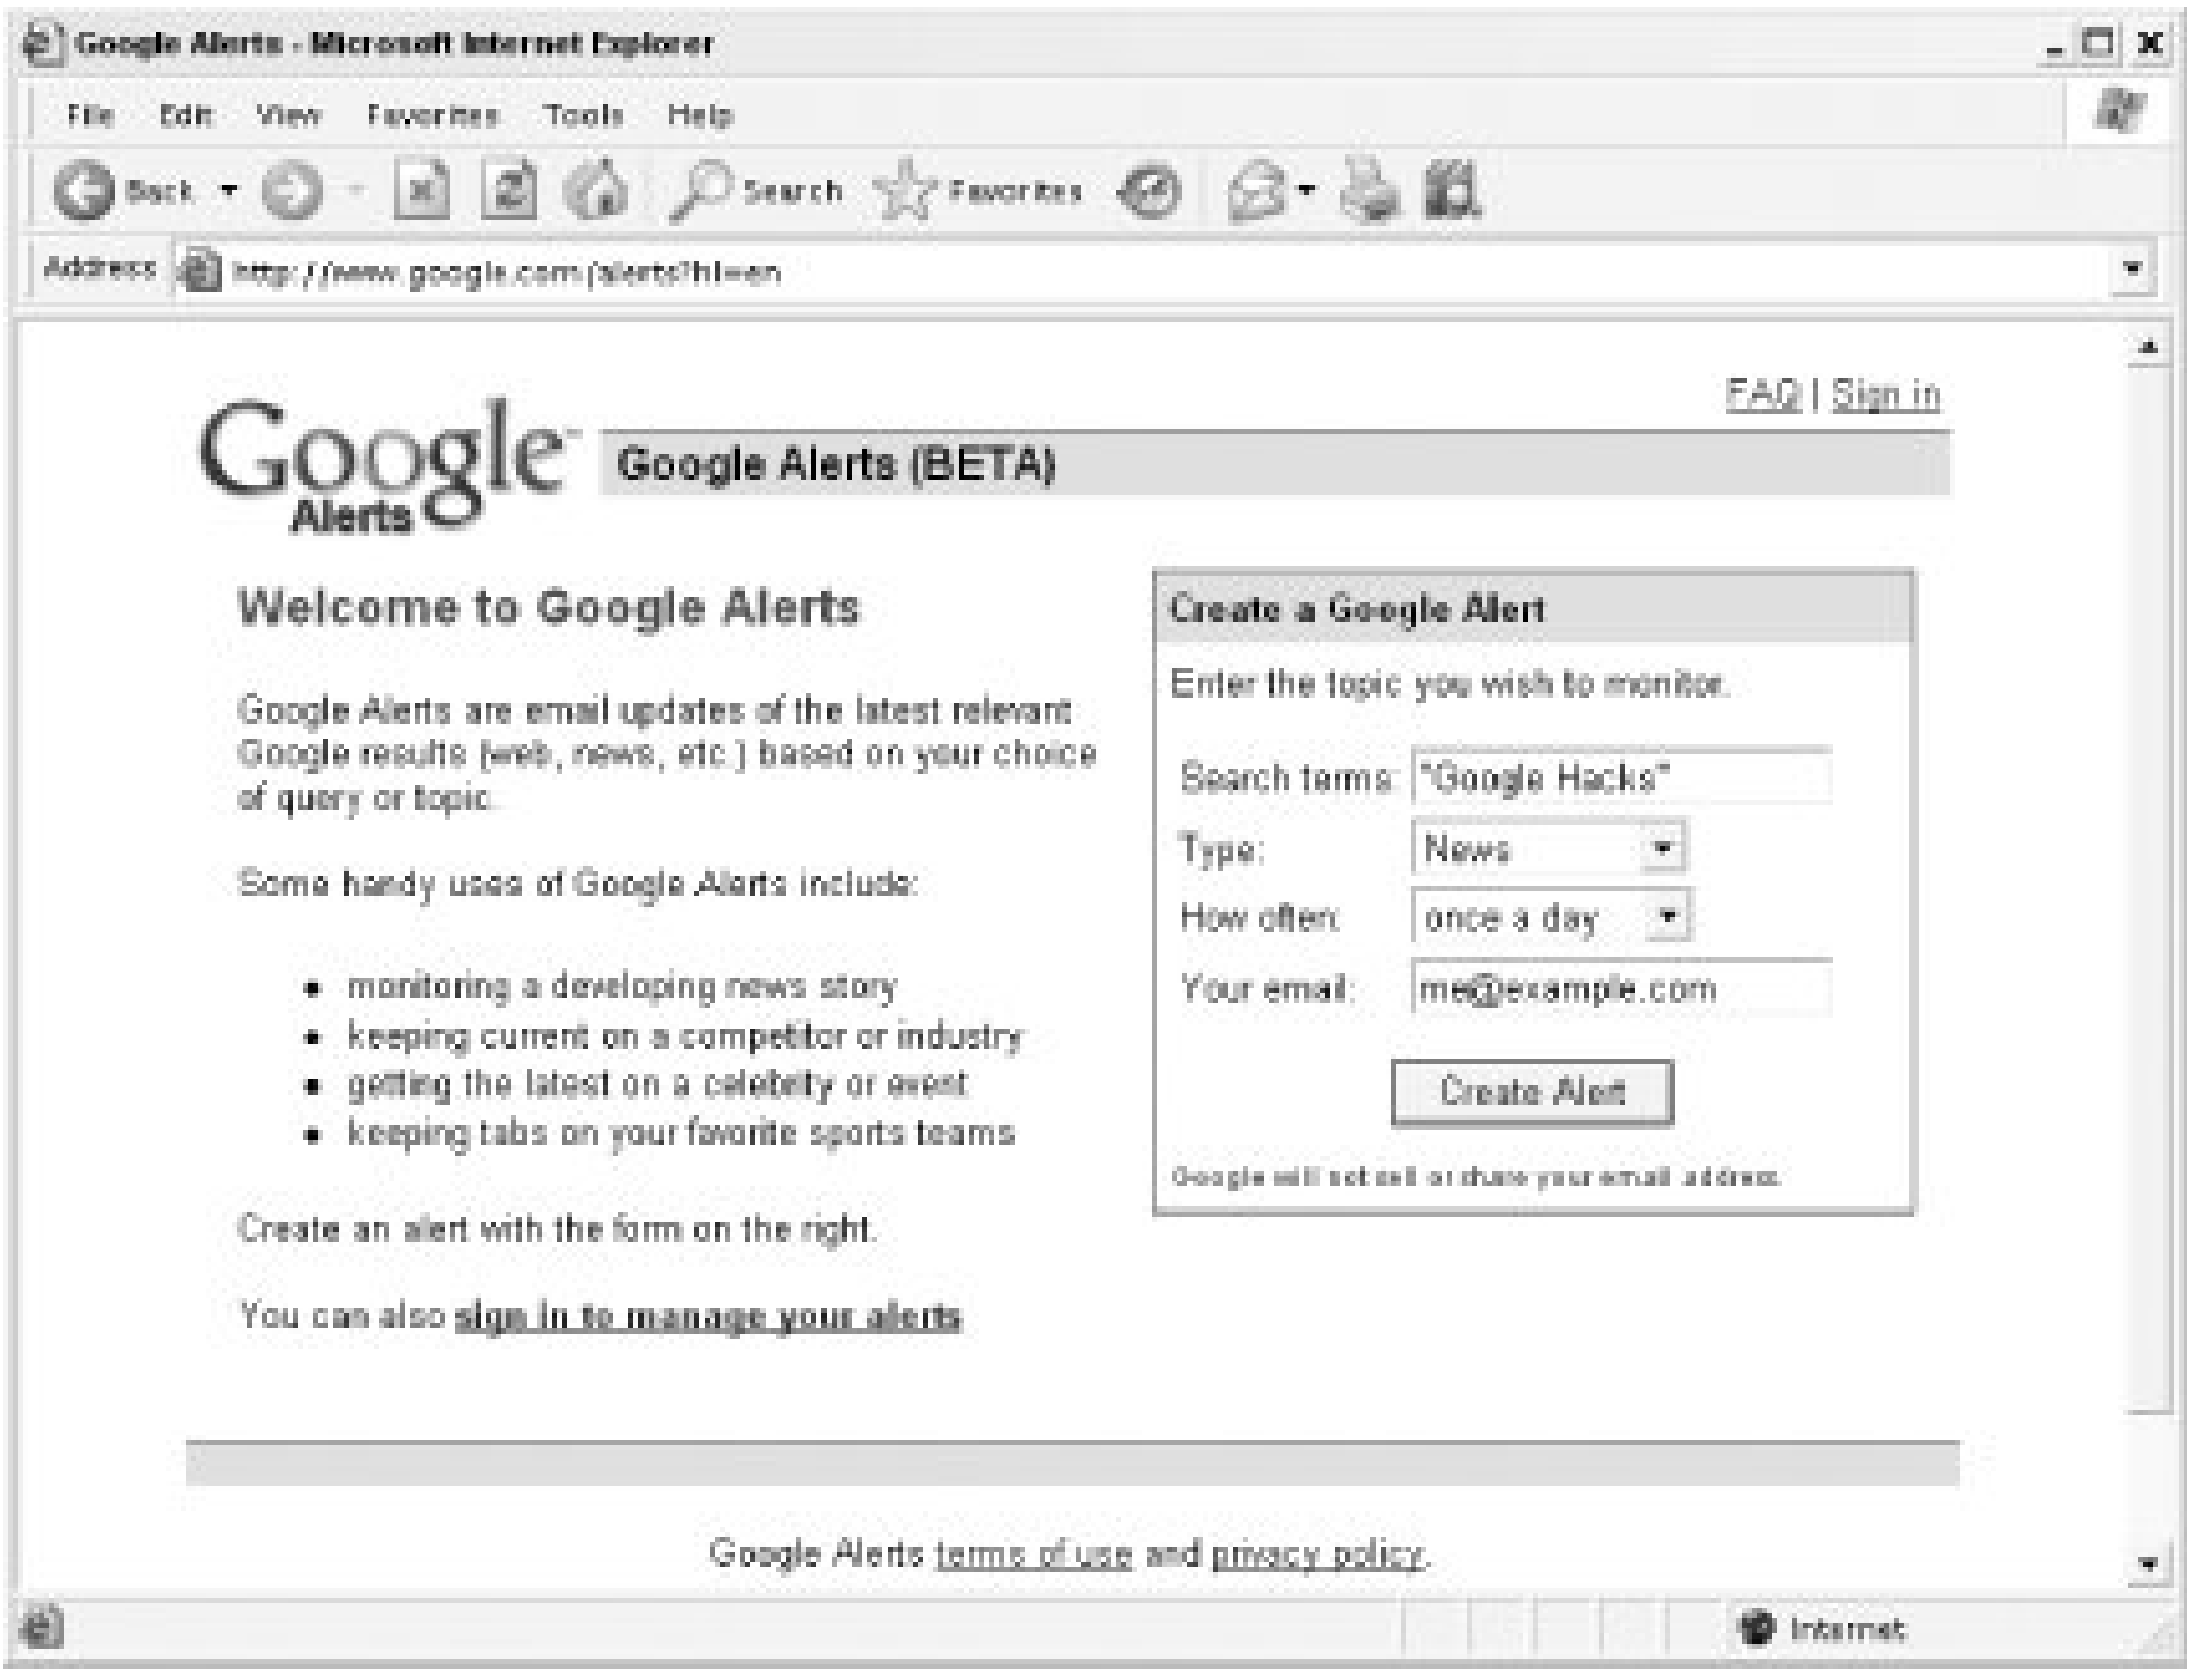 Google Alerts - Microsoft Internet Explorer
File Edit View Favorites Tools Help
Back Search Favorites
Address http://www.google.com/alerts?hl=en
FAQ | Sign in
Google™
Alerts
Google Alerts (BETA)
Welcome to Google Alerts
Google Alerts are email updates of the latest relevant
Google results (web, news, etc.) based on your choice
of query or topic.
Some handy uses of Google Alerts include:
• monitoring a developing news story
• keeping current on a competitor or industry
• getting the latest on a celebrity or event
• keeping tabs on your favorite sports teams
Create an alert with the form on the right.
You can also sign in to manage your alerts
Create a Google Alert
Enter the topic you wish to monitor.
Search terms: "Google Hacks"
Type: News
How often: once a day
Your email: me@example.com
Create Alert
Google will not sell or share your email address.
Google Alerts terms of use and privacy policy.
Internet